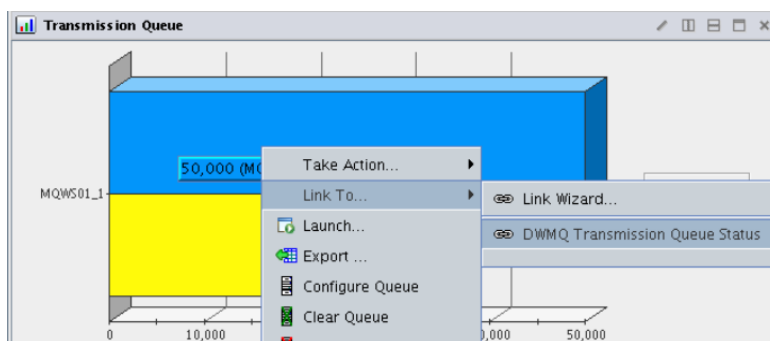 Transmission Queue
50,000 (MQ
MQWS01_1
Take Action...
Link To...
Link Wizard...
DWMQ Transmission Queue Status
Launch...
Export ...
Configure Queue
Clear Queue
0
10,000
,000
50,000